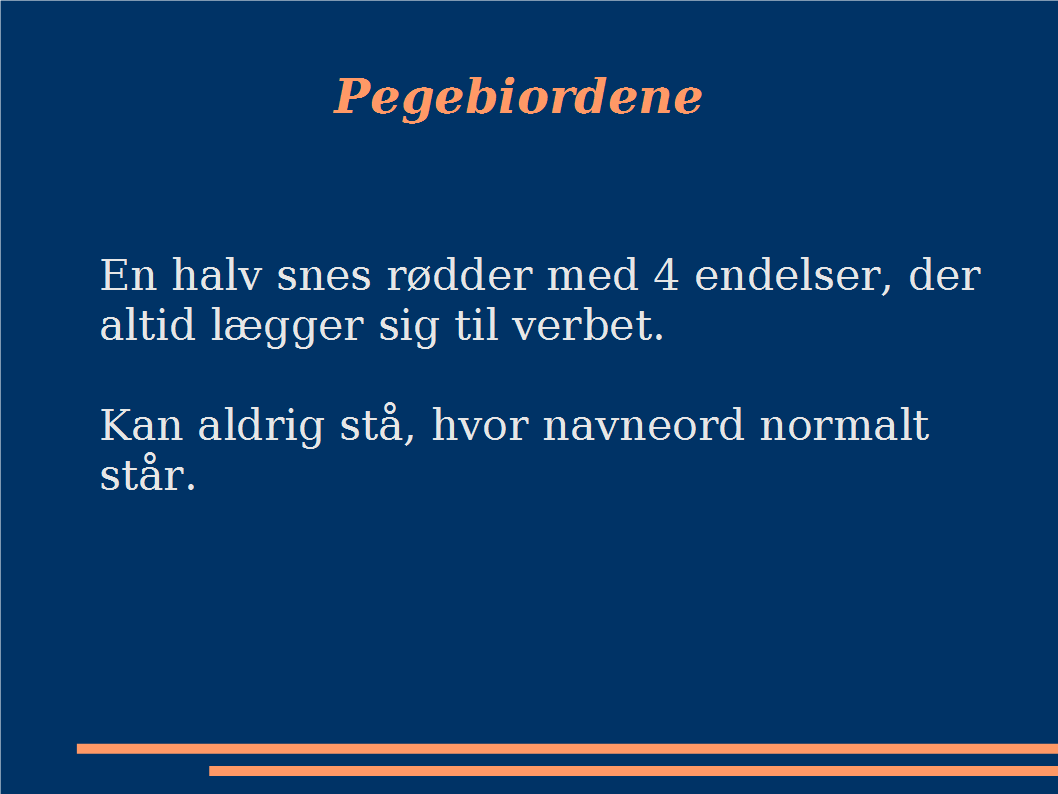 Pegebiordene
En halv snes rødder med 4 endelser, der
altid lægger sig til verbet.
Kan aldrig stå, hvor navneord normalt
står.